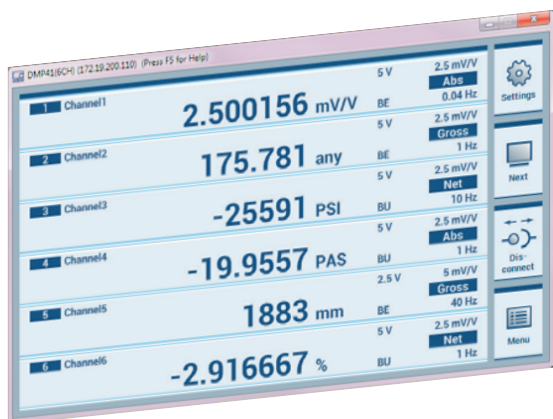 DMP41(6CH) (172.19.200.110) (Press F5 for Help)
1 Channel1 2.500156 mV/V 5 V BE 2.5 mV/V Abs 0.04 Hz
2 Channel2 175.781 any 5 V BE 2.5 mV/V Gross 1 Hz
3 Channel3 -25591 PSI 5 V BU 2.5 mV/V Net 10 Hz
4 Channel4 -19.9557 PAS 5 V BU 2.5 mV/V Abs 1 Hz
5 Channel5 1883 mm 2.5 V BE 5 mV/V Gross 40 Hz
6 Channel6 -2.916667 % 5 V BU 2.5 mV/V Net 1 Hz
Settings
Next
Dis-
connect
Menu